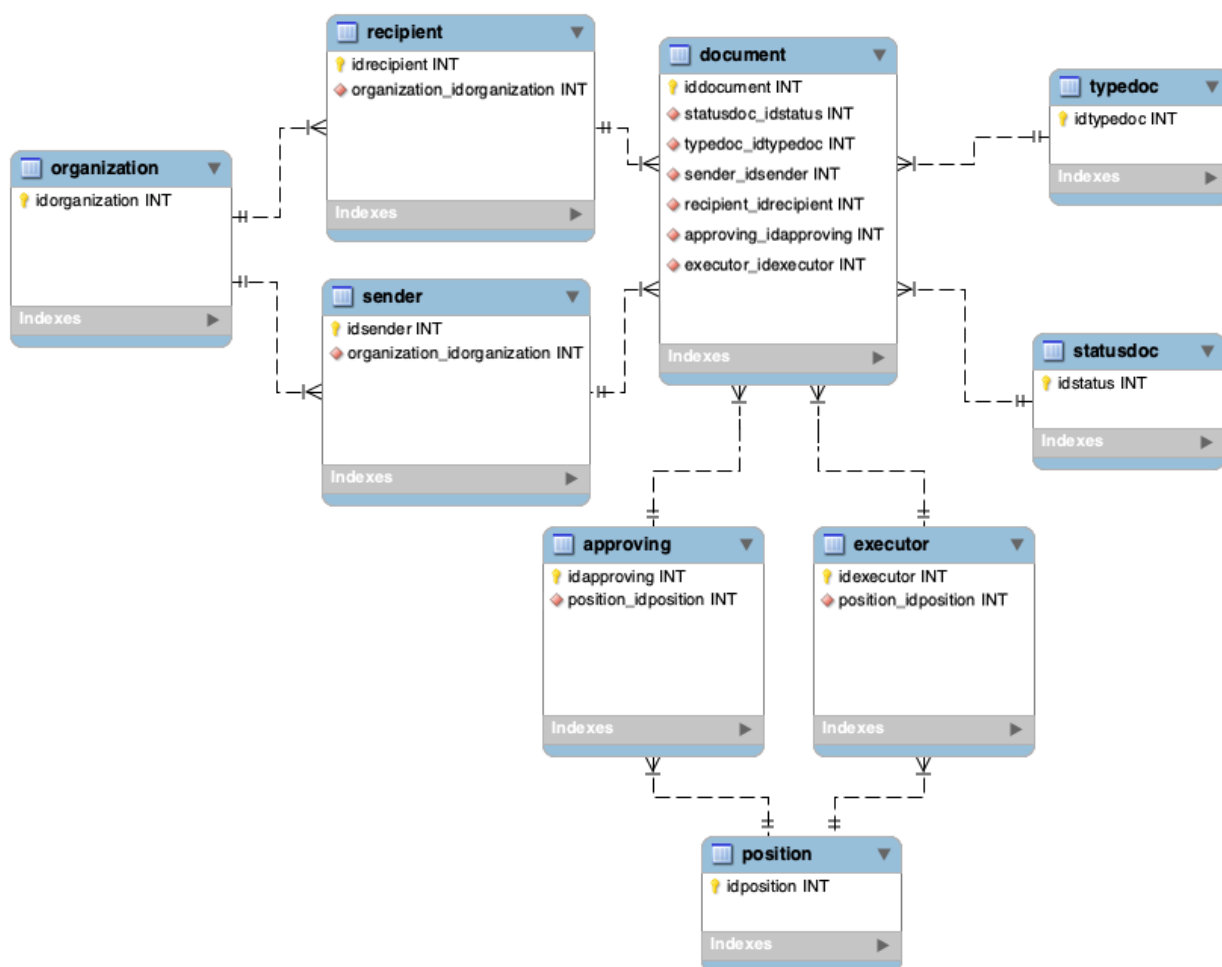 recipient
idrecipient INT
organization_idorganization INT
Indexes
document
iddocument INT
statusdoc_idstatus INT
typedoc_idtypedoc INT
sender_idsender INT
recipient_idrecipient INT
approving_idapproving INT
executor_idexecutor INT
Indexes
typedoc
idtypedoc INT
Indexes
organization
idorganization INT
Indexes
sender
idsender INT
organization_idorganization INT
Indexes
statusdoc
idstatus INT
Indexes
approving
idapproving INT
position_idposition INT
Indexes
executor
idexecutor INT
position_idposition INT
Indexes
position
idposition INT
Indexes